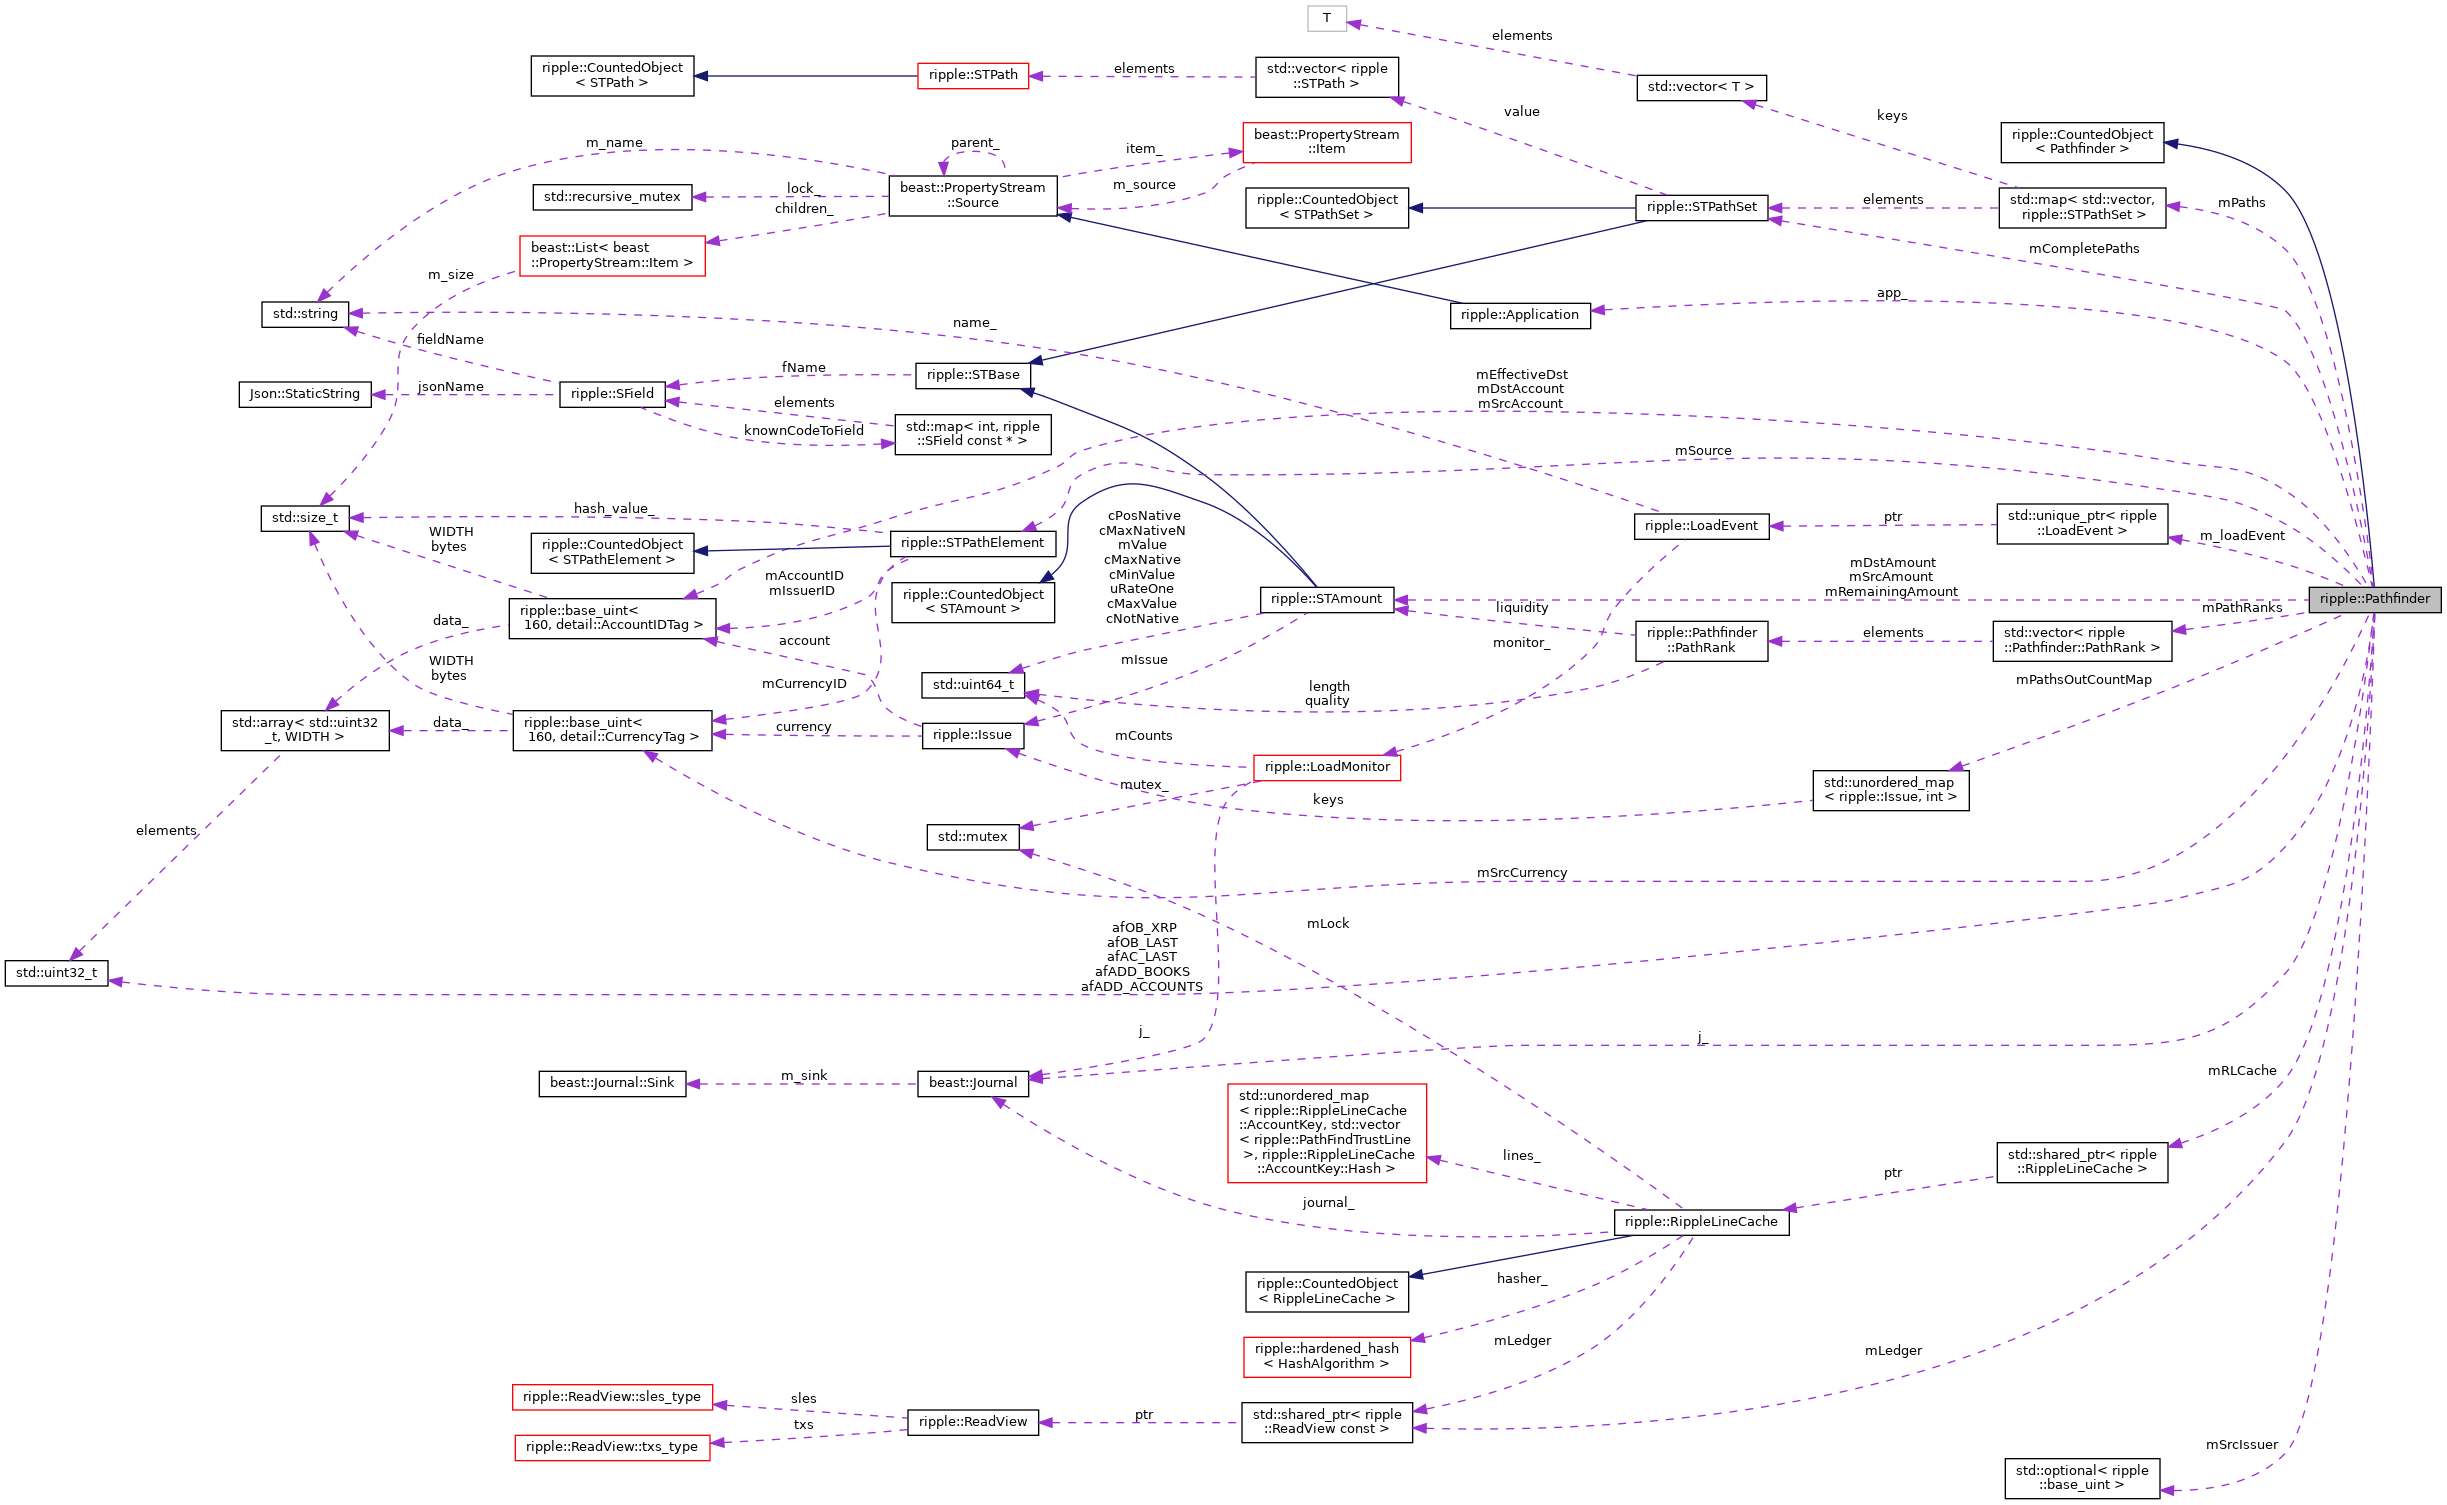 T
elements
ripple::CountedObject
< STPath >
ripple::STPath
elements
std::vector< ripple
::STPath >
std::vector< T >
value
keys
ripple::CountedObject
< Pathfinder >
m_name
parent_
item_
beast::PropertyStream
::Item
m_source
std::recursive_mutex
lock_
children_
beast::PropertyStream
::Source
ripple::CountedObject
< STPathSet >
ripple::STPathSet
elements
std::map< std::vector,
ripple::STPathSet >
mPaths
mCompletePaths
beast::List< beast
::PropertyStream::Item >
m_size
std::string
name_
ripple::Application
app_
fieldName
Json::StaticString
jsonName
ripple::SField
fName
ripple::STBase
elements
knownCodeToField
std::map< int, ripple
::SField const * >
mEffectiveDst
mDstAccount
mSrcAccount
mSource
std::size_t
hash_value_
WIDTH
bytes
ripple::CountedObject
< STPathElement >
ripple::STPathElement
cPosNative
cMaxNativeN
mValue
cMaxNative
cMinValue
uRateOne
cMaxValue
cNotNative
ripple::LoadEvent
ptr
std::unique_ptr< ripple
::LoadEvent >
m_loadEvent
mAccountID
mIssuerID
ripple::CountedObject
< STAmount >
ripple::STAmount
mDstAmount
mSrcAmount
mRemainingAmount
ripple::Pathfinder
data_
ripple::base_uint<
160, detail::AccountIDTag >
account
liquidity
monitor_
ripple::Pathfinder
::PathRank
elements
std::vector< ripple
::Pathfinder::PathRank >
mPathRanks
WIDTH
bytes
mCurrencyID
std::uint64_t
mIssue
length
quality
mPathsOutCountMap
std::array< std::uint32
_t, WIDTH >
data_
ripple::base_uint<
160, detail::CurrencyTag >
currency
ripple::Issue
mCounts
ripple::LoadMonitor
mutex_
keys
std::unordered_map
< ripple::Issue, int >
elements
std::mutex
mSrcCurrency
mLock
std::uint32_t
afOB_XRP
afOB_LAST
afAC_LAST
afADD_BOOKS
afADD_ACCOUNTS
j_
j_
beast::Journal::Sink
m_sink
beast::Journal
mRLCache
std::unordered_map
< ripple::RippleLineCache
::AccountKey, std::vector
< ripple::PathFindTrustLine
>, ripple::RippleLineCache
::AccountKey::Hash >
lines_
journal_
ptr
std::shared_ptr< ripple
::RippleLineCache >
ripple::RippleLineCache
ripple::CountedObject
< RippleLineCache >
hasher_
ripple::hardened_hash
< HashAlgorithm >
mLedger
mLedger
ripple::ReadView::sles_type
sles
txs
ripple::ReadView::txs_type
ripple::ReadView
ptr
std::shared_ptr< ripple
::ReadView const >
mSrcIssuer
std::optional< ripple
::base_uint >